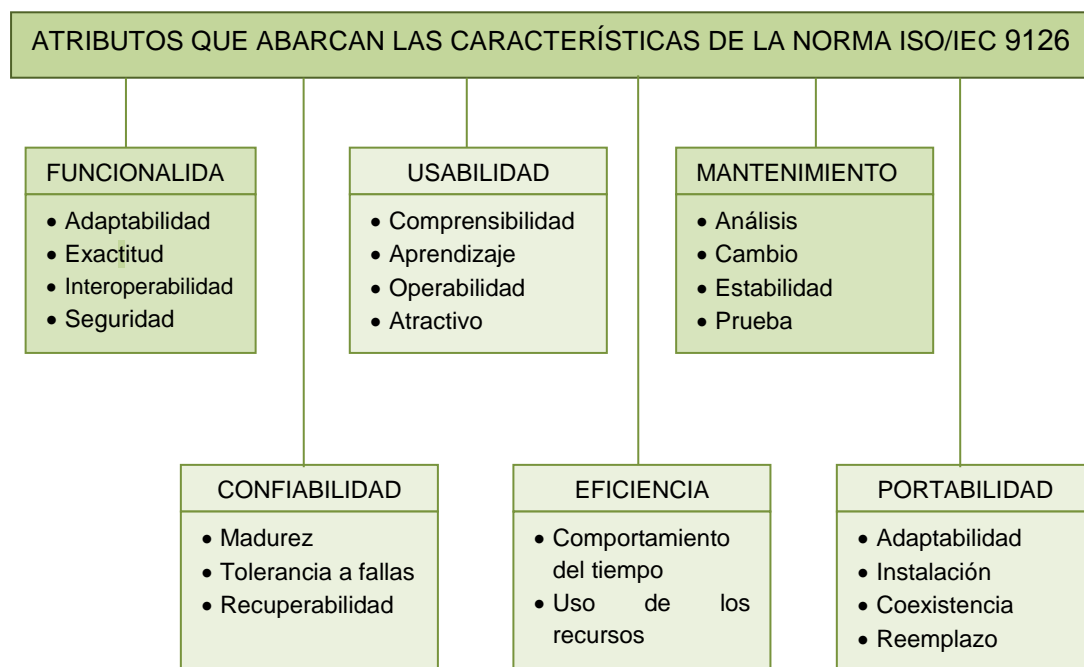 ATRIBUTOS QUE ABARCAN LAS CARACTERÍSTICAS DE LA NORMA ISO/IEC 9126
FUNCIONALIDA
• Adaptabilidad
• Exactitud
• Interoperabilidad
• Seguridad
USABILIDAD
• Comprensibilidad
• Aprendizaje
• Operabilidad
• Atractivo
MANTENIMIENTO
• Análisis
• Cambio
• Estabilidad
• Prueba
CONFIABILIDAD
• Madurez
• Tolerancia a fallas
• Recuperabilidad
EFICIENCIA
• Comportamiento
del tiempo
• Uso de los
recursos
PORTABILIDAD
• Adaptabilidad
• Instalación
• Coexistencia
• Reemplazo